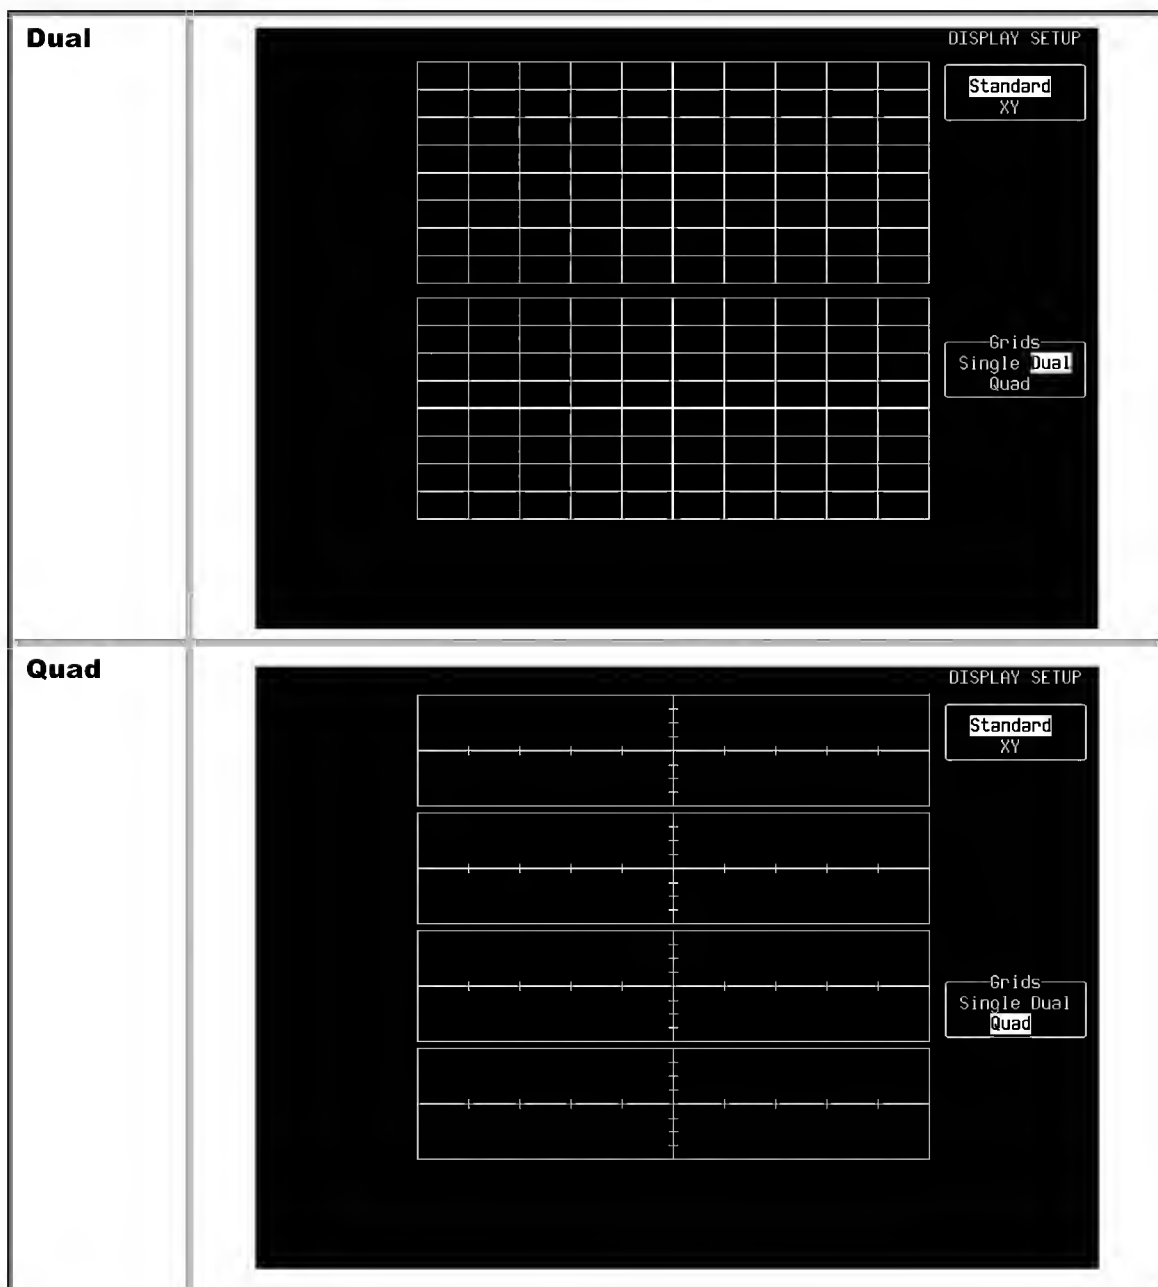 Dual
DISPLAY SETUP
Standard
XY
Grids
Single Dual
Quad
Quad
DISPLAY SETUP
Standard
XY
Grids
Single Dual
Quad